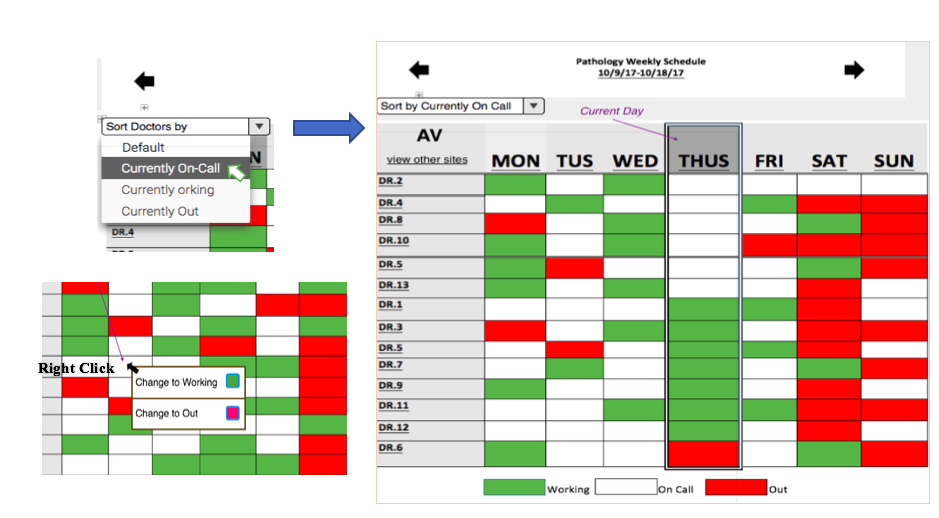 Sort Doctors by
Default
Currently On-Call
Currently orking
Currently Out
N
DR.4
Right Click
Change to Working
Change to Out
Pathology Weekly Schedule
10/9/17-10/18/17
Sort by Currently On Call
Current Day
AV
view other sites
MON TUS WED THUS FRI SAT SUN
DR.2
DR.4
DR.8
DR.10
DR.5
DR.13
DR.1
DR.3
DR.5
DR.7
DR.9
DR.11
DR.12
DR.6
Working On Call Out